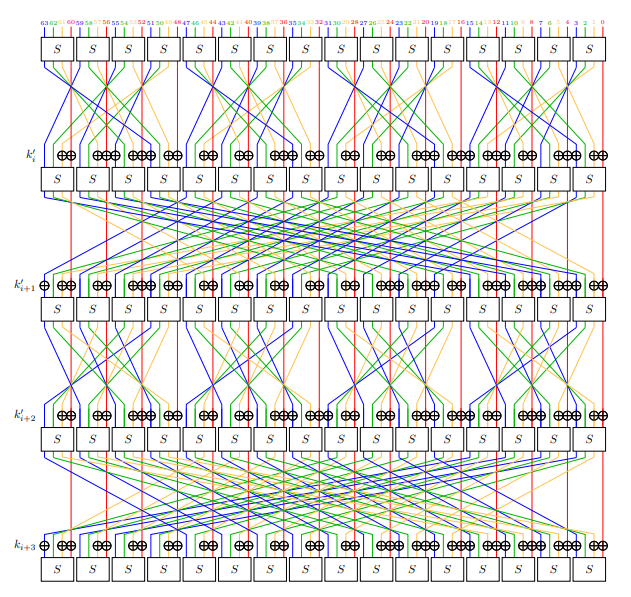 63 62 61 60 59 58 57 56 55 54 53 52 51 50 49 48 47 46 45 44 43 42 41 40 39 38 37 36 35 34 33 32 31 30 29 28 27 26 25 24 23 22 21 20 19 18 17 16 15 14 13 12 11 10 9 8 7 6 5 4 3 2 1 0
S S S S S S S S S S S S S S S S
k′ᵢ
S S S S S S S S S S S S S S S S
k′ᵢ₊₁
S S S S S S S S S S S S S S S S
k′ᵢ₊₂
S S S S S S S S S S S S S S S S
kᵢ₊₃
S S S S S S S S S S S S S S S S